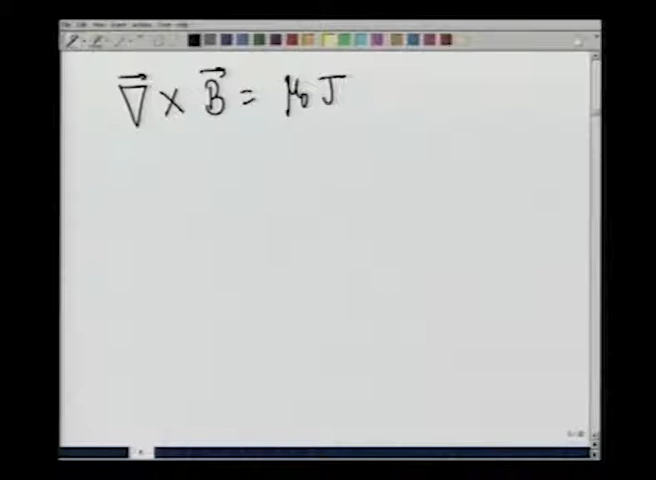 ∇⃗ × B⃗ = μ₀ J